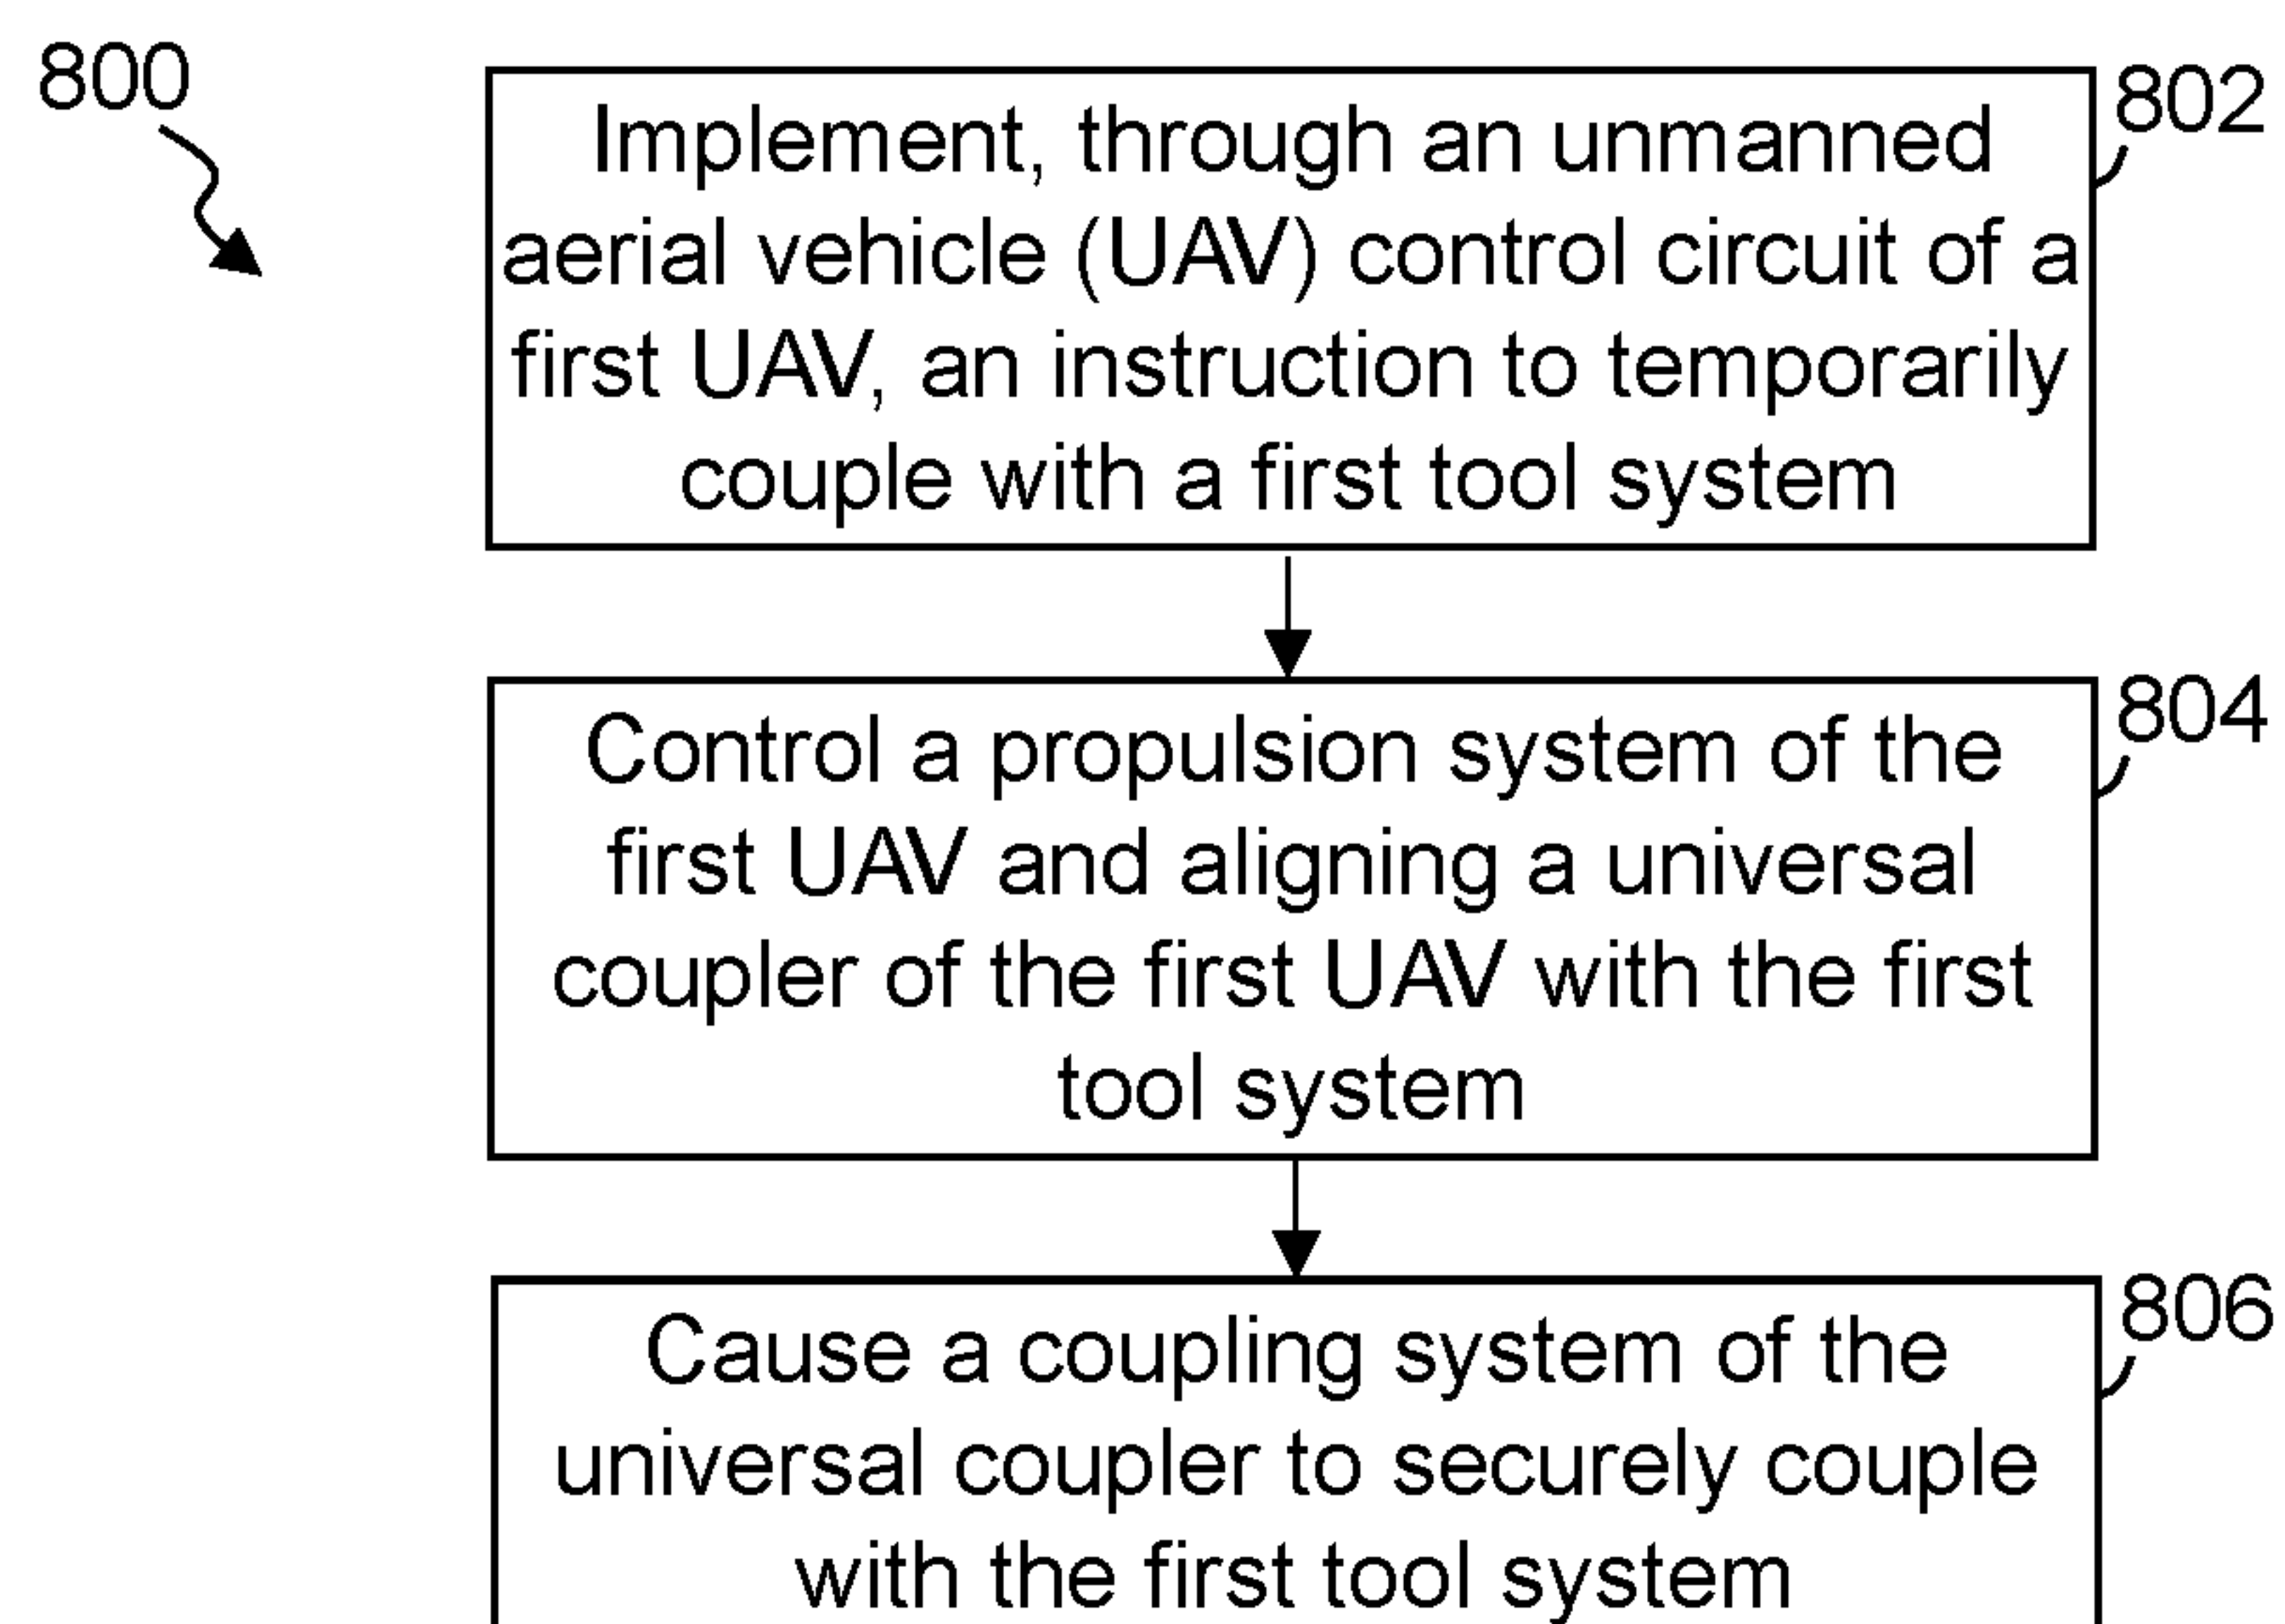 800
802
Implement, through an unmanned
aerial vehicle (UAV) control circuit of a
first UAV, an instruction to temporarily
couple with a first tool system
804
Control a propulsion system of the
first UAV and aligning a universal
coupler of the first UAV with the first
tool system
806
Cause a coupling system of the
universal coupler to securely couple
with the first tool system